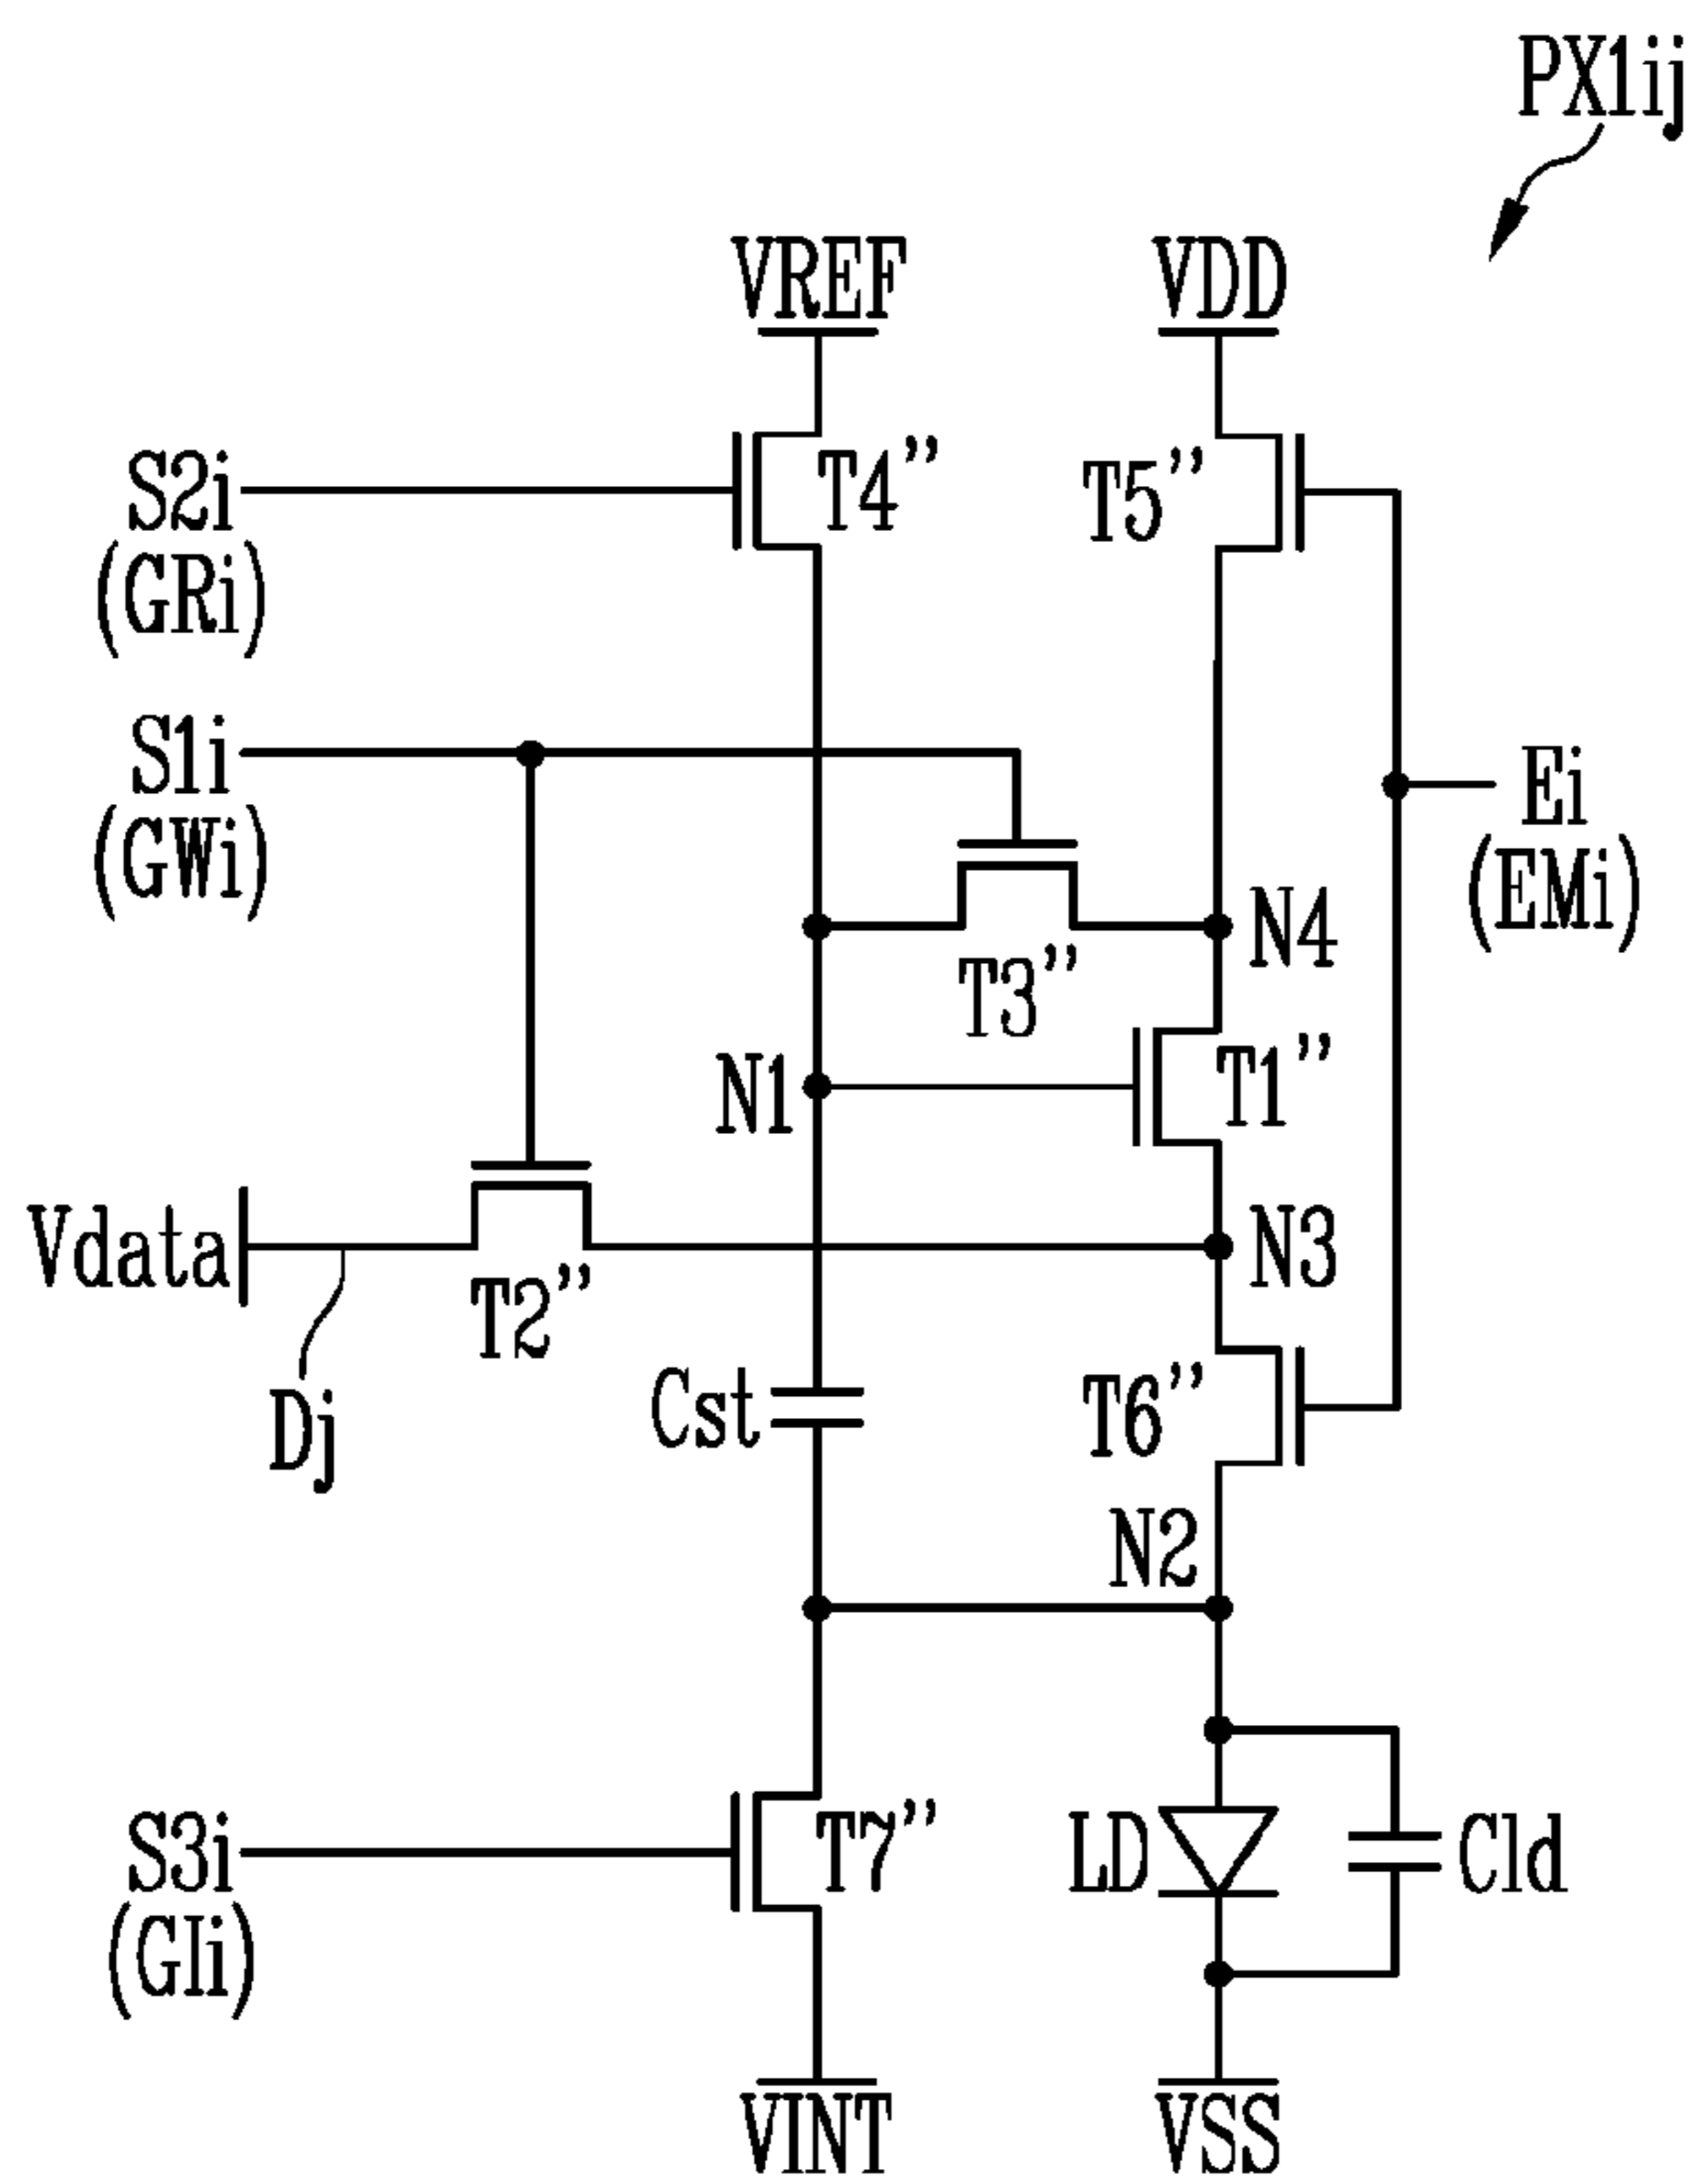 PX1ij
VREF
VDD
S2i
(GRi)
T4”
T5”
S1i
(GWi)
Ei
(EMi)
N4
T3”
N1
T1”
Vdata
Dj
T2”
N3
Cst
T6”
N2
S3i
(GIi)
T7”
LD
Cld
VINT
VSS